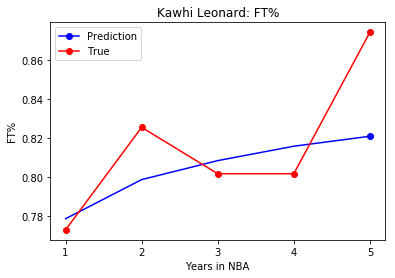 Kawhi Leonard: FT%
Prediction
True
FT%
0.86
0.84
0.82
0.80
0.78
1 2 3 4 5
Years in NBA